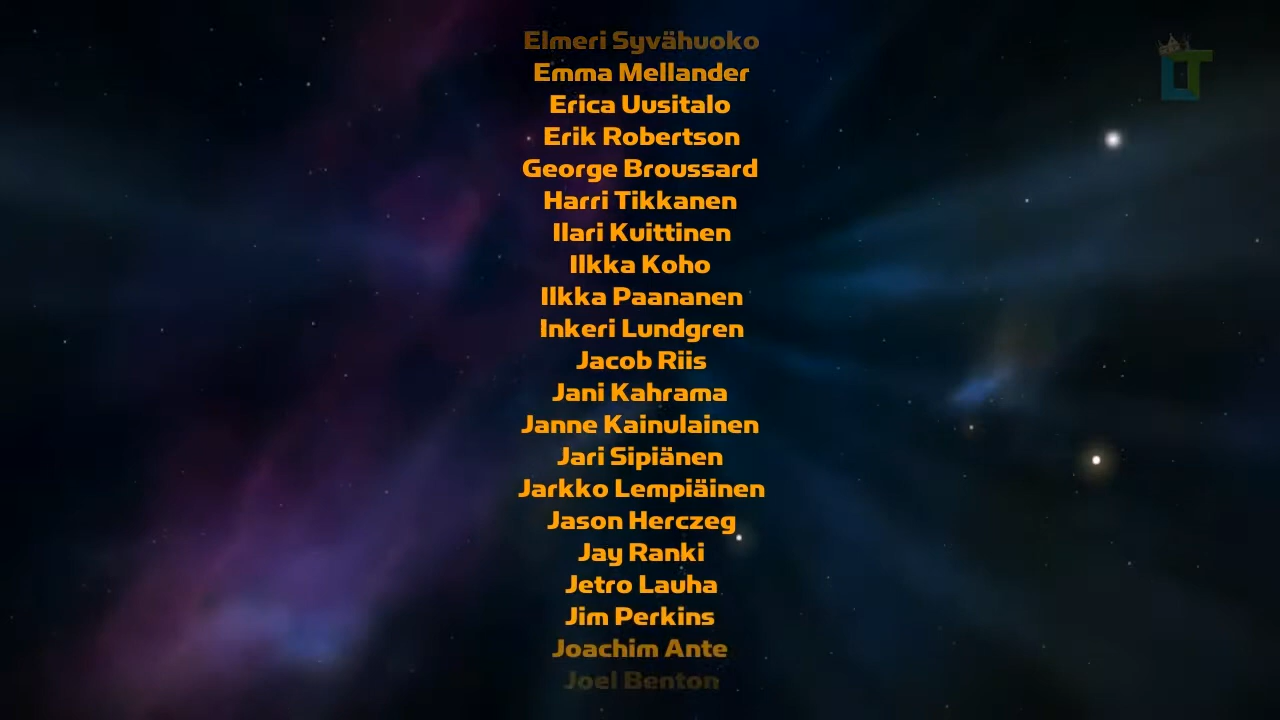 Elmeri Syvähuoko
Emma Mellander
Erica Uusitalo
Erik Robertson
George Broussard
Harri Tikkanen
Ilari Kuittinen
Ilkka Koho
Ilkka Paananen
Inkeri Lundgren
Jacob Riis
Jani Kahrama
Janne Kainulainen
Jari Sipiänen
Jarkko Lempiäinen
Jason Herczeg
Jay Ranki
Jetro Lauha
Jim Perkins
Joachim Ante
Joel Benton
LT